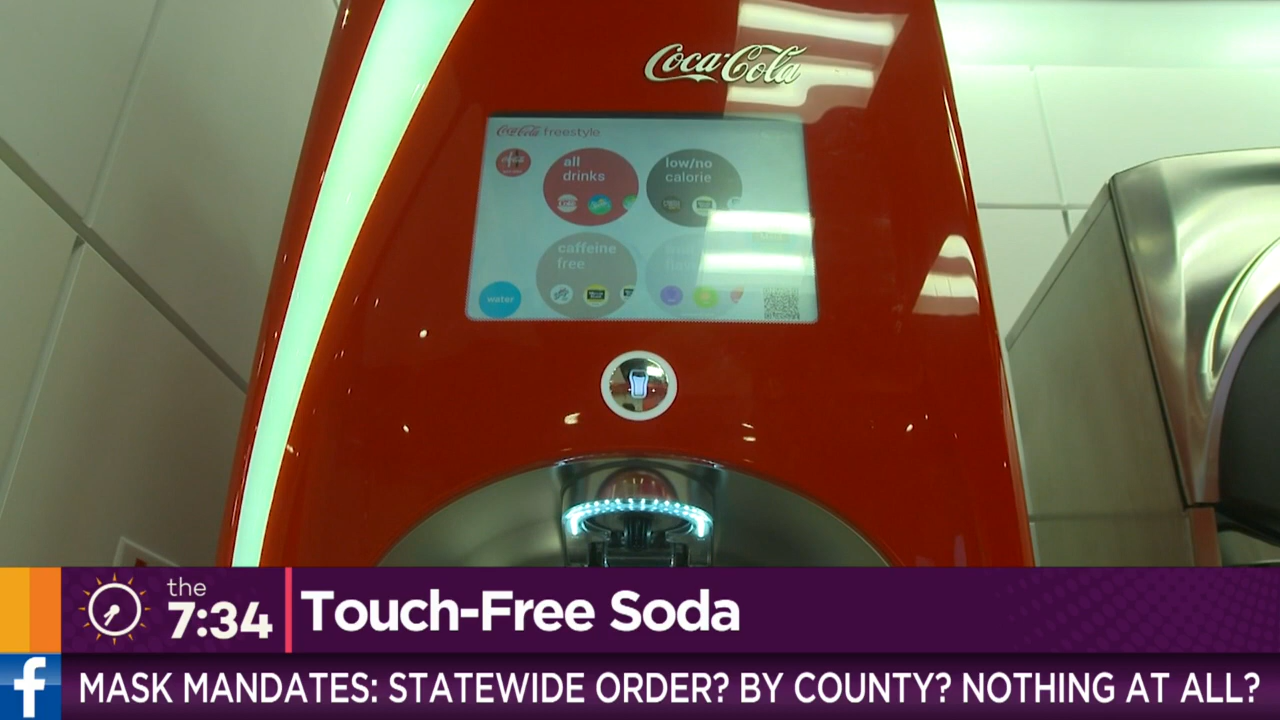 Coca-Cola
Coca-Cola freestyle
all
drinks
low/no
calorie
caffeine
free
water
the
7:34
Touch-Free Soda
MASK MANDATES: STATEWIDE ORDER? BY COUNTY? NOTHING AT ALL?